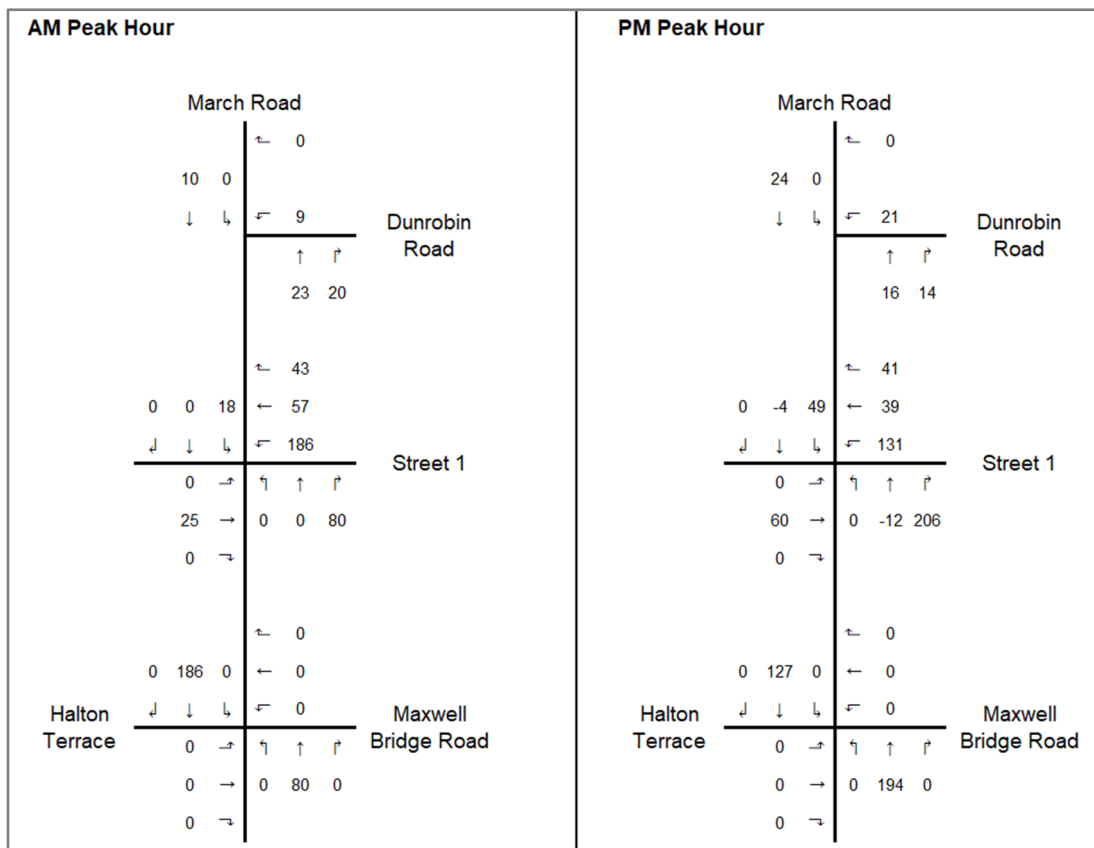 AM Peak Hour
March Road
0
10 0
9
Dunrobin
Road
23 20
43
0 0 18 57
186
Street 1
0
25 0 0 80
0
0
0 186 0 0
0
Halton
Terrace
Maxwell
Bridge Road
0
0 0 80 0
0
PM Peak Hour
March Road
0
24 0
21
Dunrobin
Road
16 14
41
0 -4 49 39
131
Street 1
0
60 0 -12 206
0
0
0 127 0 0
0
Halton
Terrace
Maxwell
Bridge Road
0
0 0 194 0
0